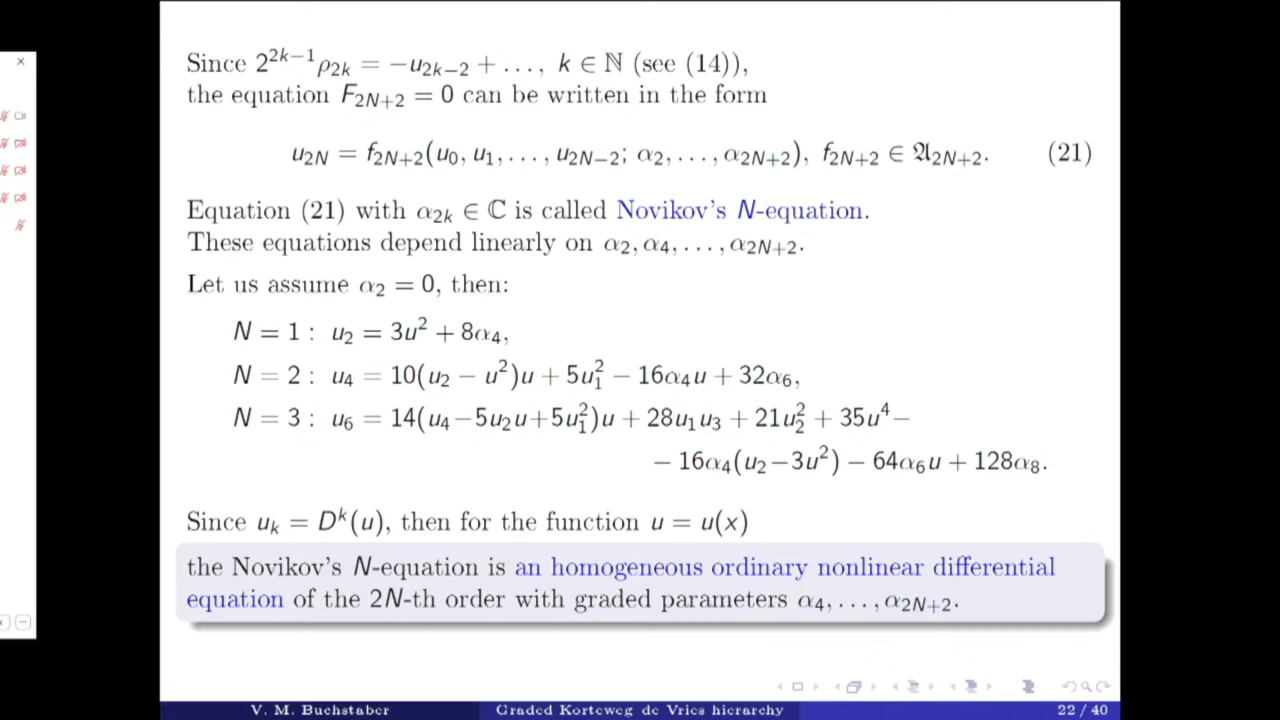 Since 2^{2k−1}ρ_{2k} = −u_{2k−2} + ..., k ∈ ℕ (see (14)),
the equation F_{2N+2} = 0 can be written in the form
u_{2N} = f_{2N+2}(u_0, u_1, ..., u_{2N−2}; α_2, ..., α_{2N+2}), f_{2N+2} ∈ 𝔄_{2N+2}. (21)
Equation (21) with α_{2k} ∈ ℂ is called Novikov's N-equation.
These equations depend linearly on α_2, α_4, ..., α_{2N+2}.
Let us assume α_2 = 0, then:
N = 1 : u_2 = 3u^2 + 8α_4,
N = 2 : u_4 = 10(u_2 − u^2)u + 5u_1^2 − 16α_4u + 32α_6,
N = 3 : u_6 = 14(u_4−5u_2u+5u_1^2)u + 28u_1u_3 + 21u_2^2 + 35u^4−
− 16α_4(u_2−3u^2) − 64α_6u + 128α_8.
Since u_k = D^k(u), then for the function u = u(x)
the Novikov's N-equation is an homogeneous ordinary nonlinear differential
equation of the 2N-th order with graded parameters α_4, ..., α_{2N+2}.
V. M. Buchstaber Graded Korteweg de Vries hierarchy 22 / 40